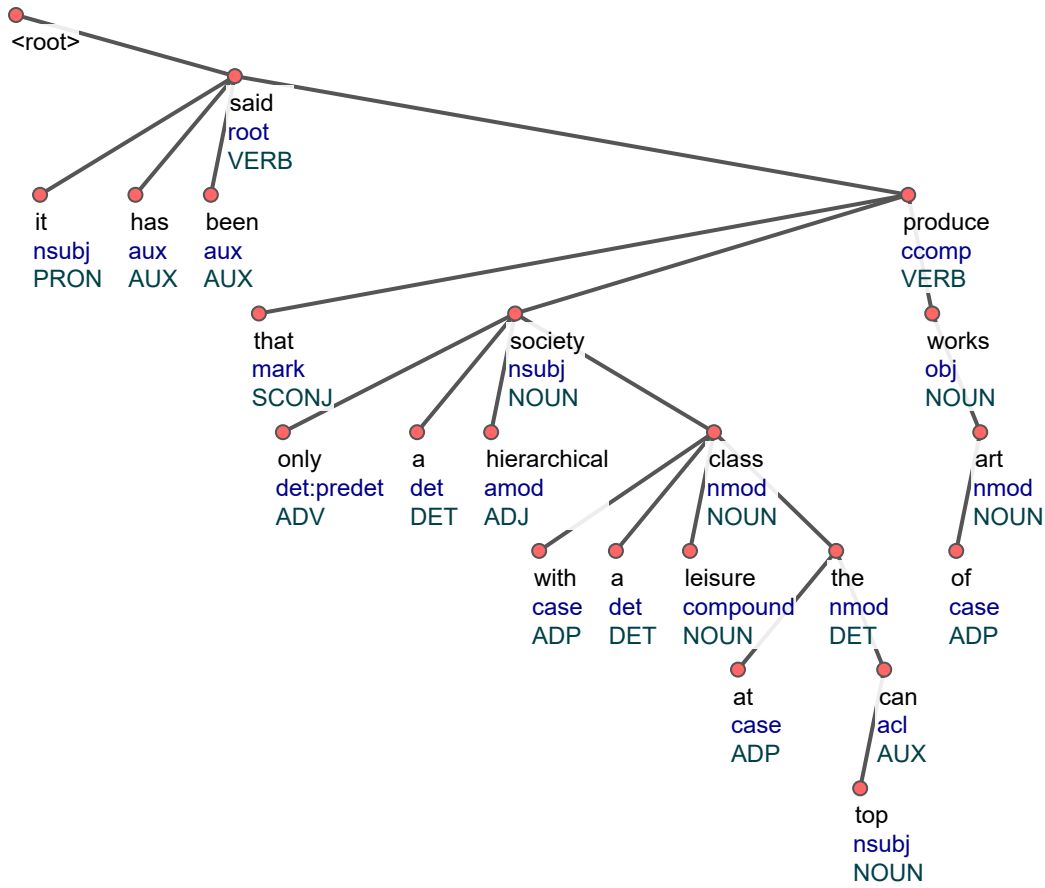 <root>
said
root
VERB
it has been produce
nsubj aux aux ccomp
PRON AUX AUX VERB
that society works
mark nsubj obj
SCONJ NOUN NOUN
only a hierarchical class art
det:predet det amod nmod nmod
ADV DET ADJ NOUN NOUN
with a leisure the of
case det compound nmod case
ADP DET NOUN DET ADP
at can
case acl
ADP AUX
top
nsubj
NOUN